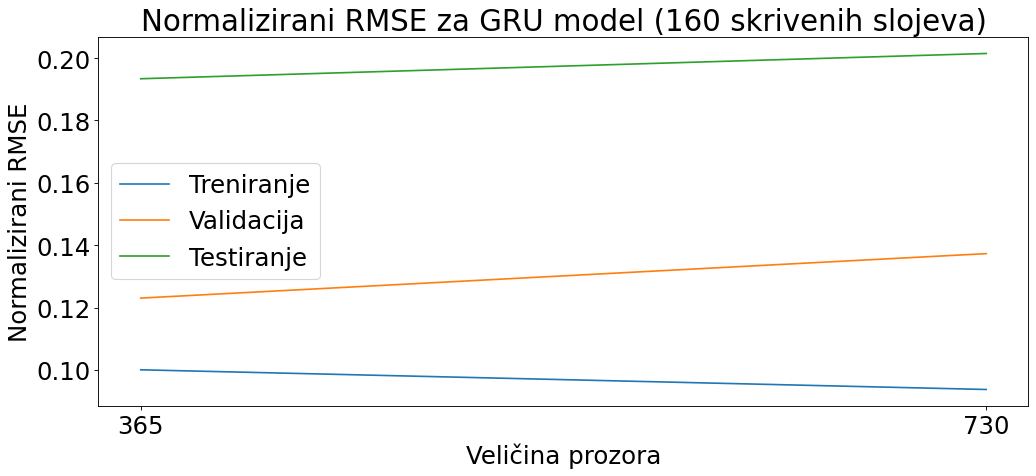 Normalizirani RMSE za GRU model (160 skrivenih slojeva)
Normalizirani RMSE
0.20
0.18
0.16
0.14
0.12
0.10
Treniranje
Validacija
Testiranje
365
730
Veličina prozora